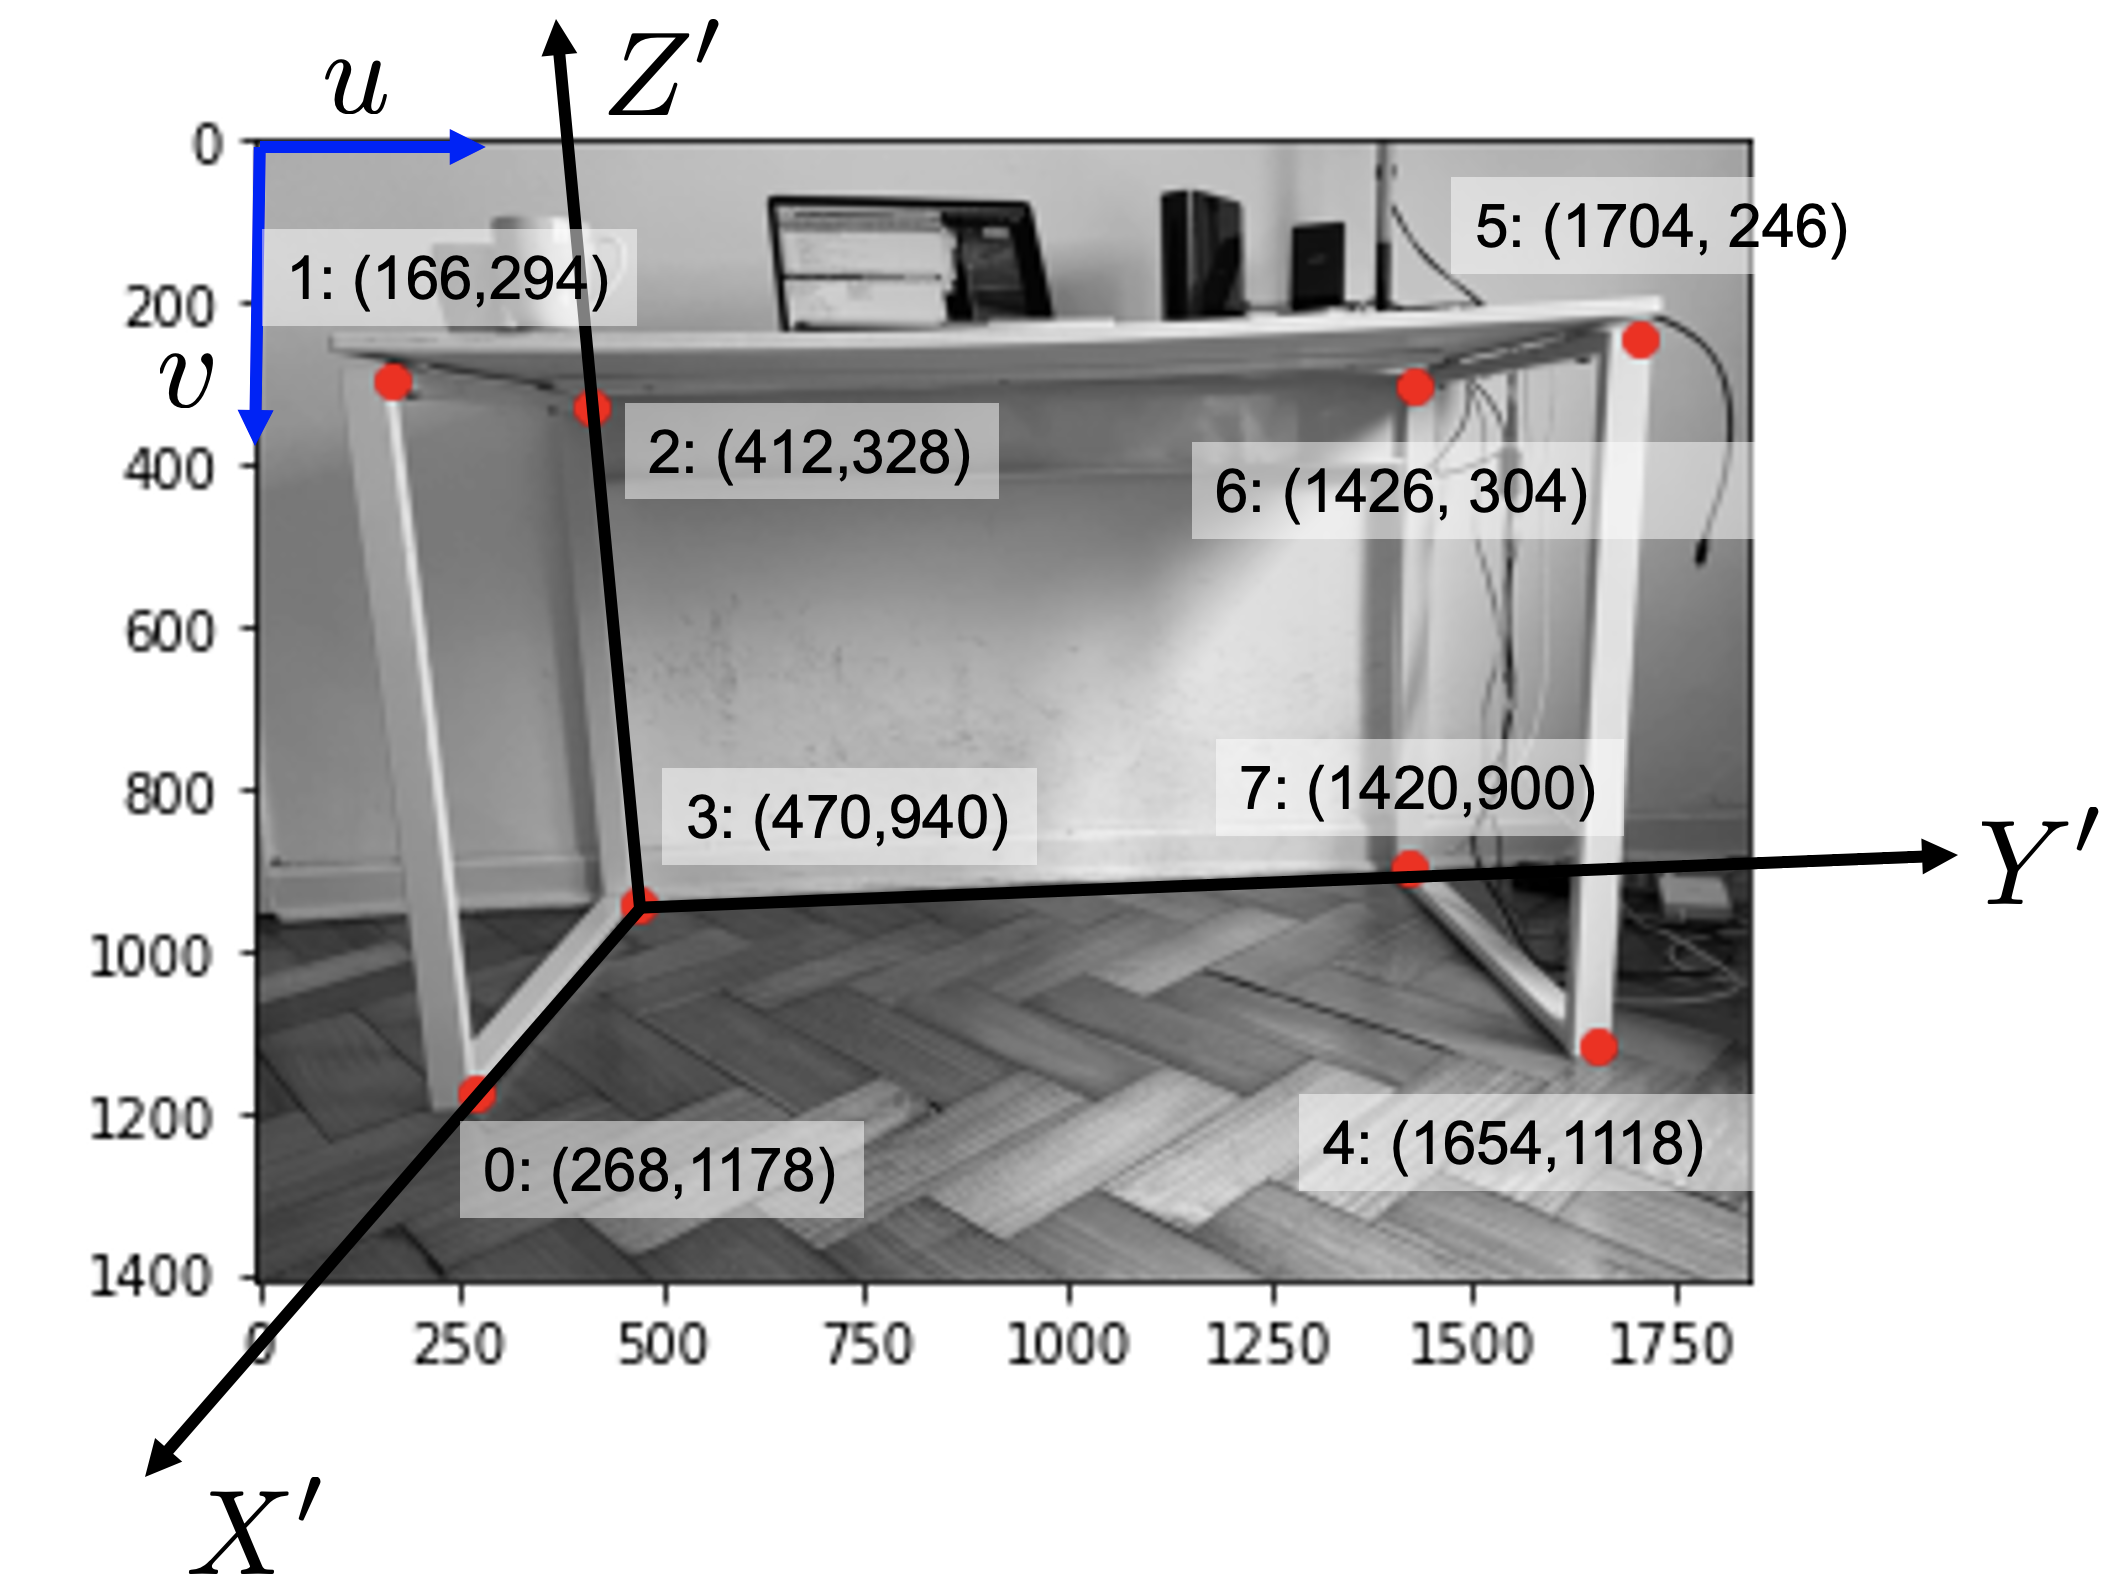 Z′
u
0
5: (1704, 246)
1: (166,294)
200
v
2: (412,328)
400
6: (1426, 304)
600
7: (1420,900)
800
3: (470,940)
Y′
1000
1200
4: (1654,1118)
0: (268,1178)
1400
0 250 500 750 1000 1250 1500 1750
X′